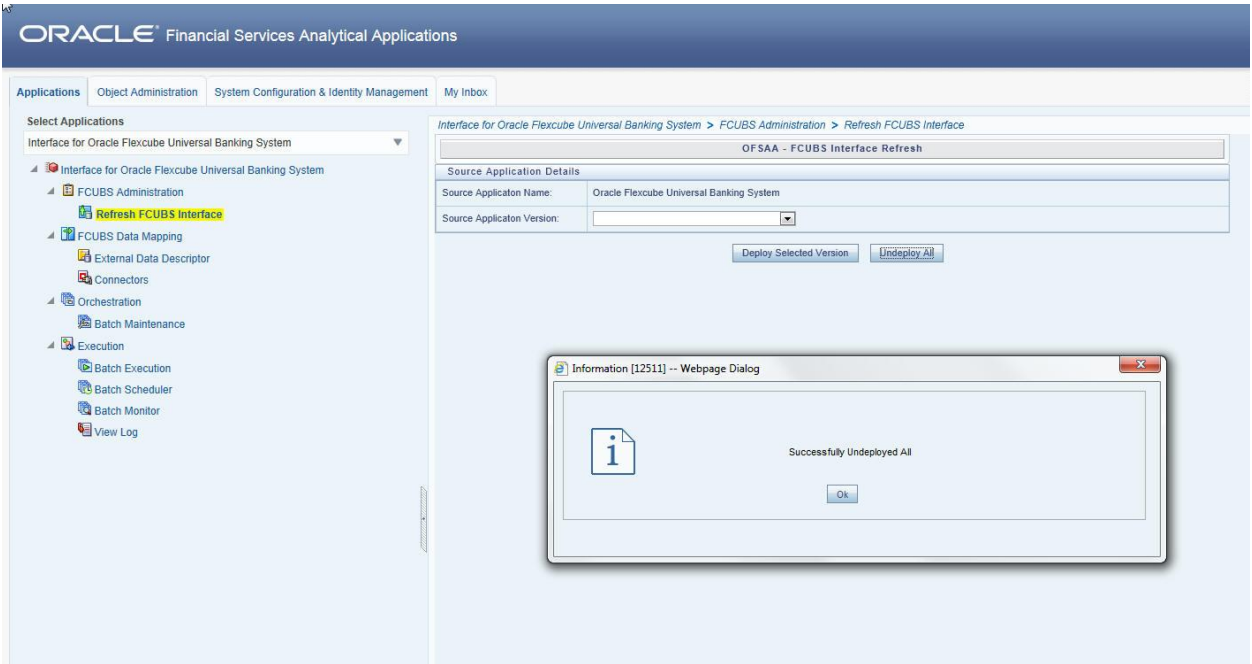 ORACLE® Financial Services Analytical Applications
Applications Object Administration System Configuration & Identity Management My Inbox
Select Applications
Interface for Oracle Flexcube Universal Banking System
Interface for Oracle Flexcube Universal Banking System
FCUBS Administration
Refresh FCUBS Interface
FCUBS Data Mapping
External Data Descriptor
Connectors
Orchestration
Batch Maintenance
Execution
Batch Execution
Batch Scheduler
Batch Monitor
View Log
Interface for Oracle Flexcube Universal Banking System > FCUBS Administration > Refresh FCUBS Interface
OFSAA - FCUBS Interface Refresh
Source Application Details
Source Applicaton Name: Oracle Flexcube Universal Banking System
Source Applicaton Version:
Deploy Selected Version Undeploy All
Information [12511] -- Webpage Dialog
Successfully Undeployed All
Ok